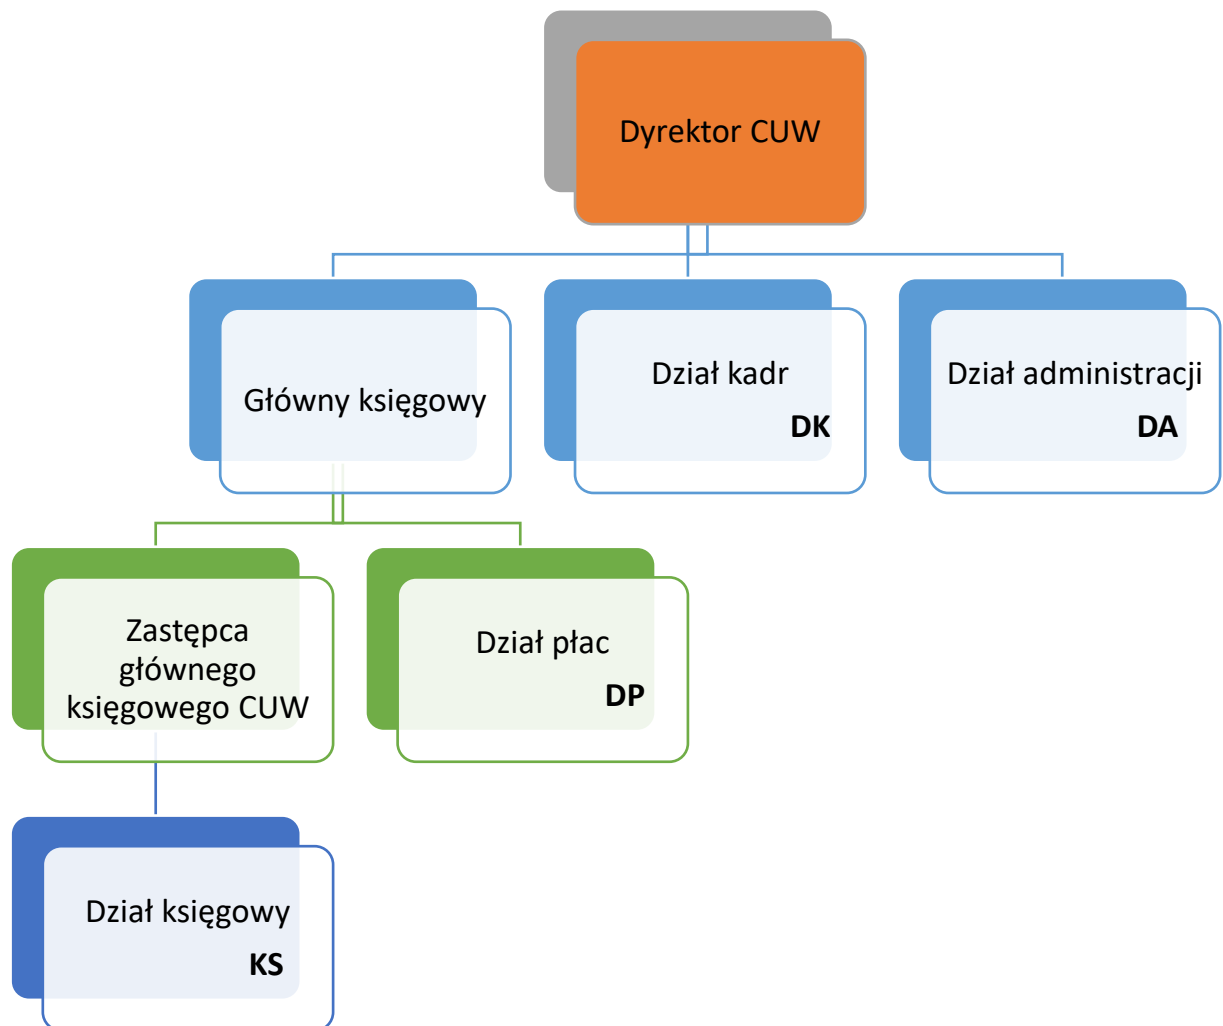 Dyrektor CUW
Główny księgowy
Dział kadr
DK
Dział administracji
DA
Zastępca
głównego
księgowego CUW
Dział płac
DP
Dział księgowy
KS